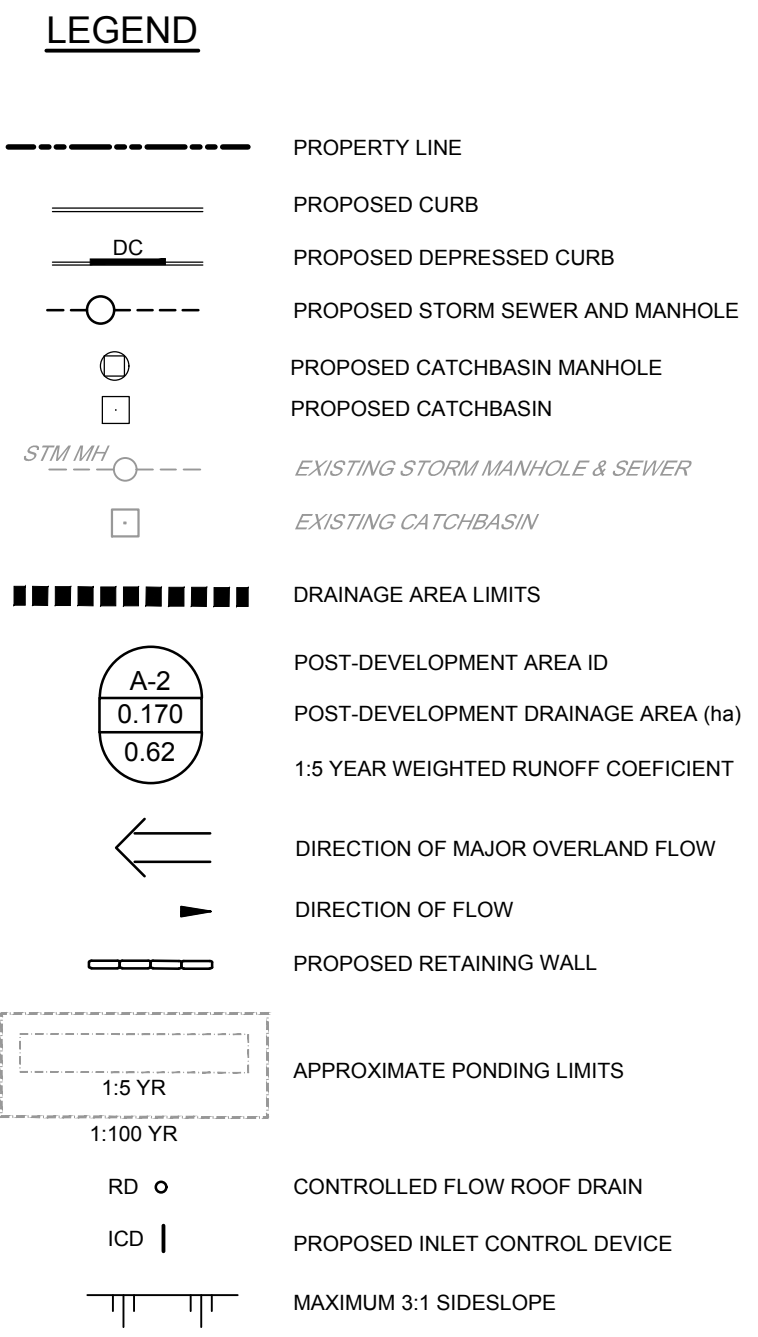 LEGEND
PROPERTY LINE
PROPOSED CURB
DC
PROPOSED DEPRESSED CURB
PROPOSED STORM SEWER AND MANHOLE
PROPOSED CATCHBASIN MANHOLE
PROPOSED CATCHBASIN
STM MH
EXISTING STORM MANHOLE & SEWER
EXISTING CATCHBASIN
DRAINAGE AREA LIMITS
A-2
POST-DEVELOPMENT AREA ID
0.170
POST-DEVELOPMENT DRAINAGE AREA (ha)
0.62
1:5 YEAR WEIGHTED RUNOFF COEFICIENT
DIRECTION OF MAJOR OVERLAND FLOW
DIRECTION OF FLOW
PROPOSED RETAINING WALL
APPROXIMATE PONDING LIMITS
1:5 YR
1:100 YR
RD
CONTROLLED FLOW ROOF DRAIN
ICD
PROPOSED INLET CONTROL DEVICE
MAXIMUM 3:1 SIDESLOPE